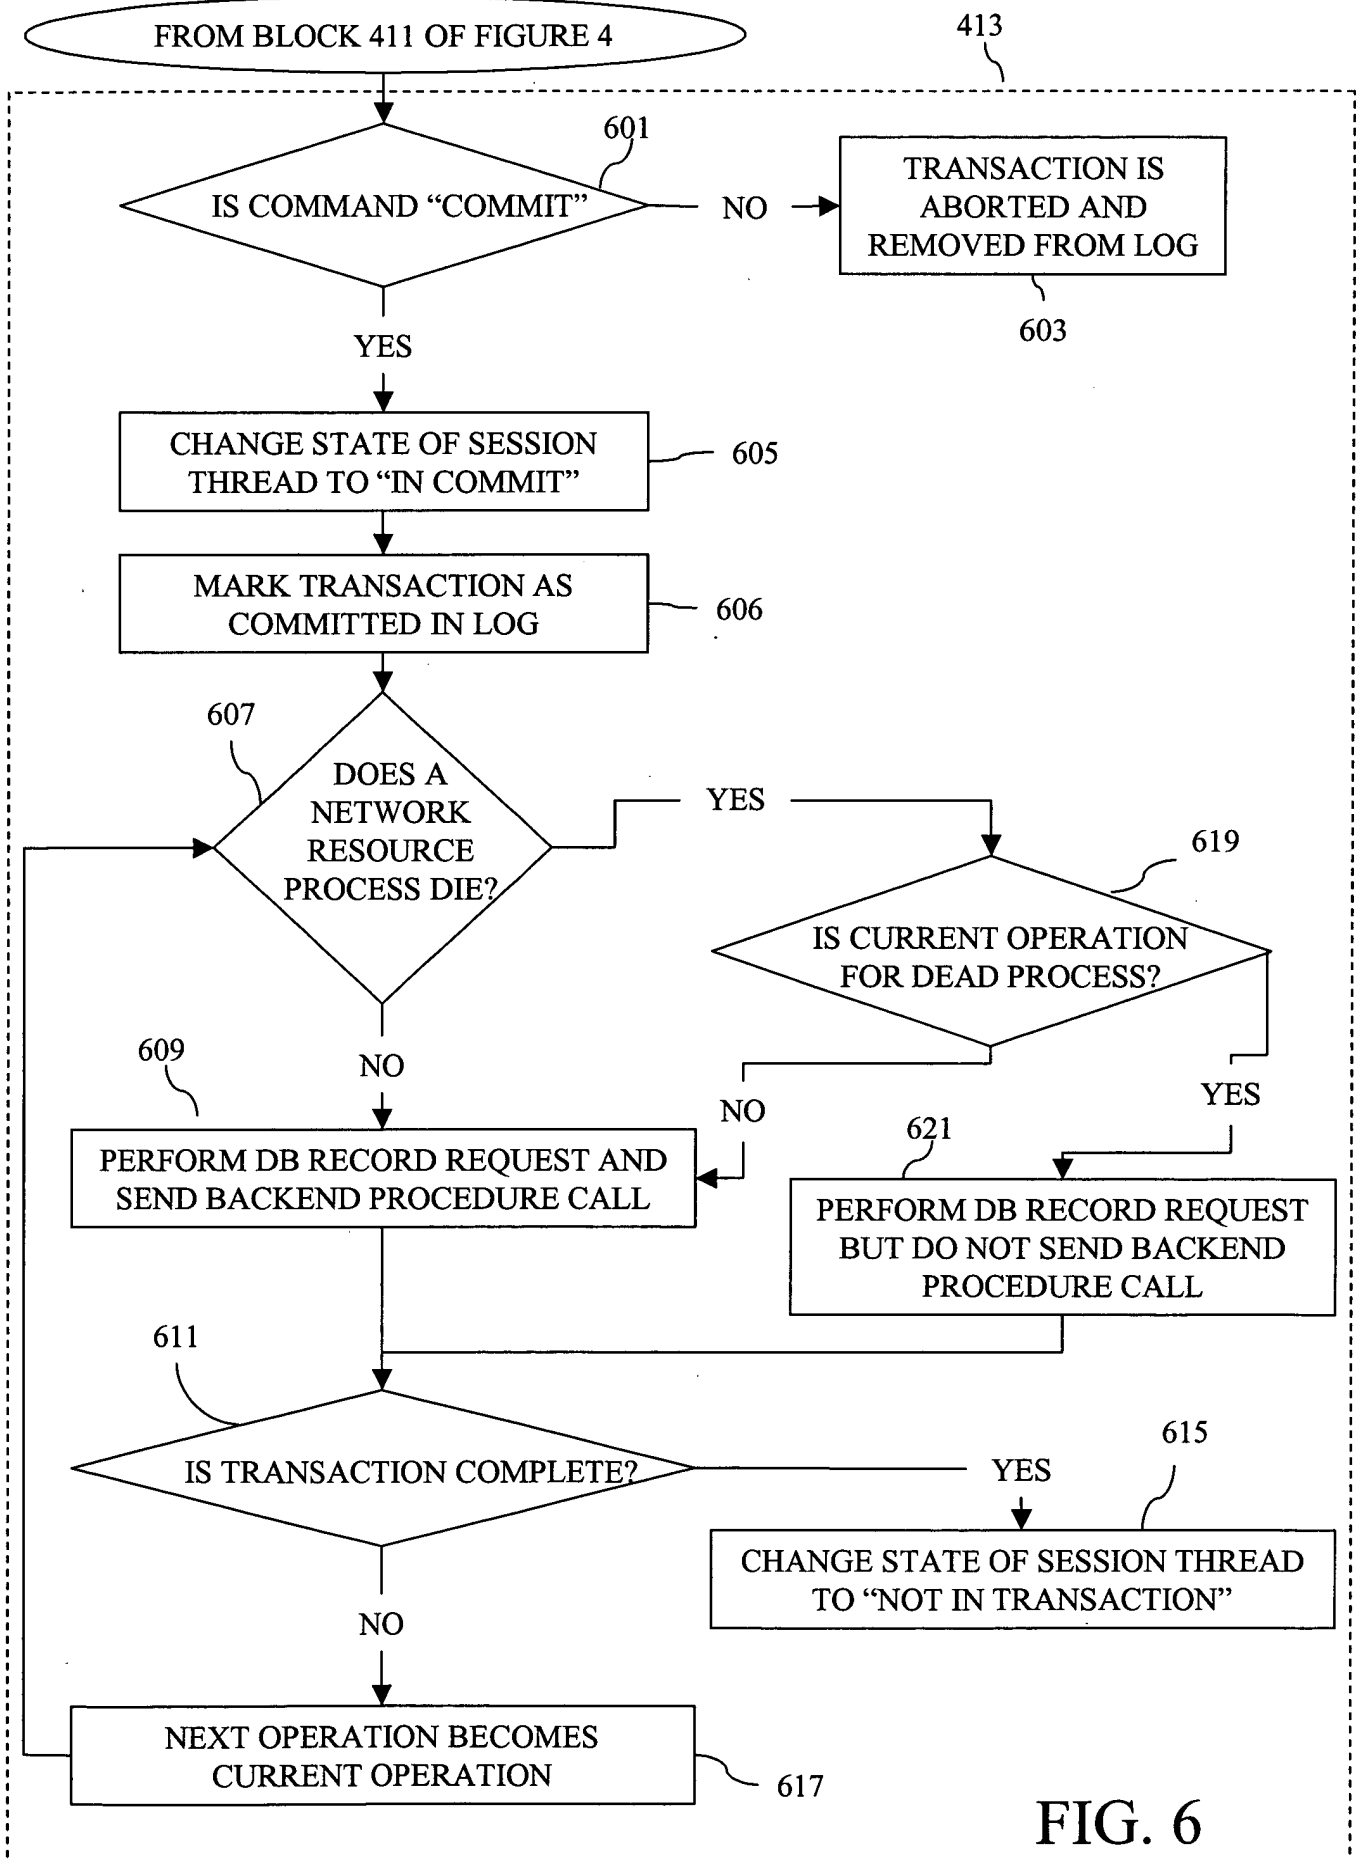 FROM BLOCK 411 OF FIGURE 4
413
601
IS COMMAND “COMMIT”
NO
TRANSACTION IS
ABORTED AND
REMOVED FROM LOG
603
YES
CHANGE STATE OF SESSION
THREAD TO “IN COMMIT”
605
MARK TRANSACTION AS
COMMITTED IN LOG
606
607
DOES A
NETWORK
RESOURCE
PROCESS DIE?
YES
619
IS CURRENT OPERATION
FOR DEAD PROCESS?
NO
609
NO
YES
621
PERFORM DB RECORD REQUEST AND
SEND BACKEND PROCEDURE CALL
PERFORM DB RECORD REQUEST
BUT DO NOT SEND BACKEND
PROCEDURE CALL
611
IS TRANSACTION COMPLETE?
YES
615
CHANGE STATE OF SESSION THREAD
TO “NOT IN TRANSACTION”
NO
NEXT OPERATION BECOMES
CURRENT OPERATION
617
FIG. 6